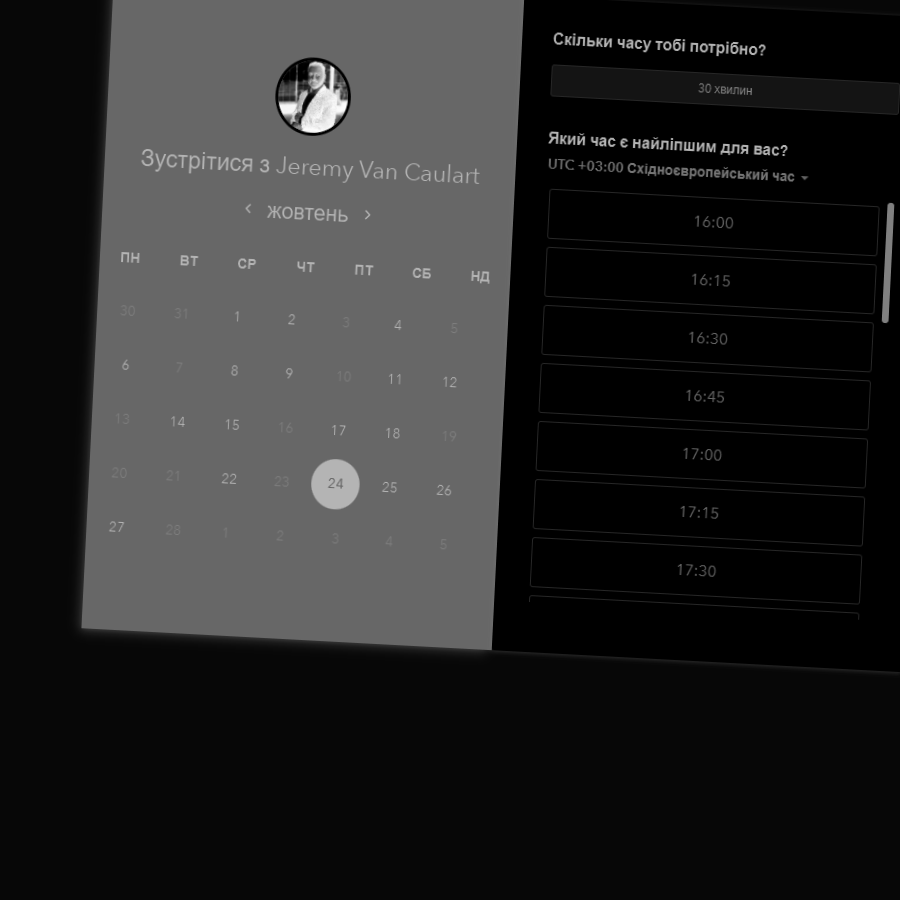 Зустрітися з Jeremy Van Caulart
‹ жовтень ›
ПН ВТ СР ЧТ ПТ СБ НД
30 31 1 2 3 4 5
6 7 8 9 10 11 12
13 14 15 16 17 18 19
20 21 22 23 24 25 26
27 28 1 2 3 4 5
Скільки часу тобі потрібно?
30 хвилин
Який час є найліпшим для вас?
UTC +03:00 Східноєвропейський час
16:00
16:15
16:30
16:45
17:00
17:15
17:30